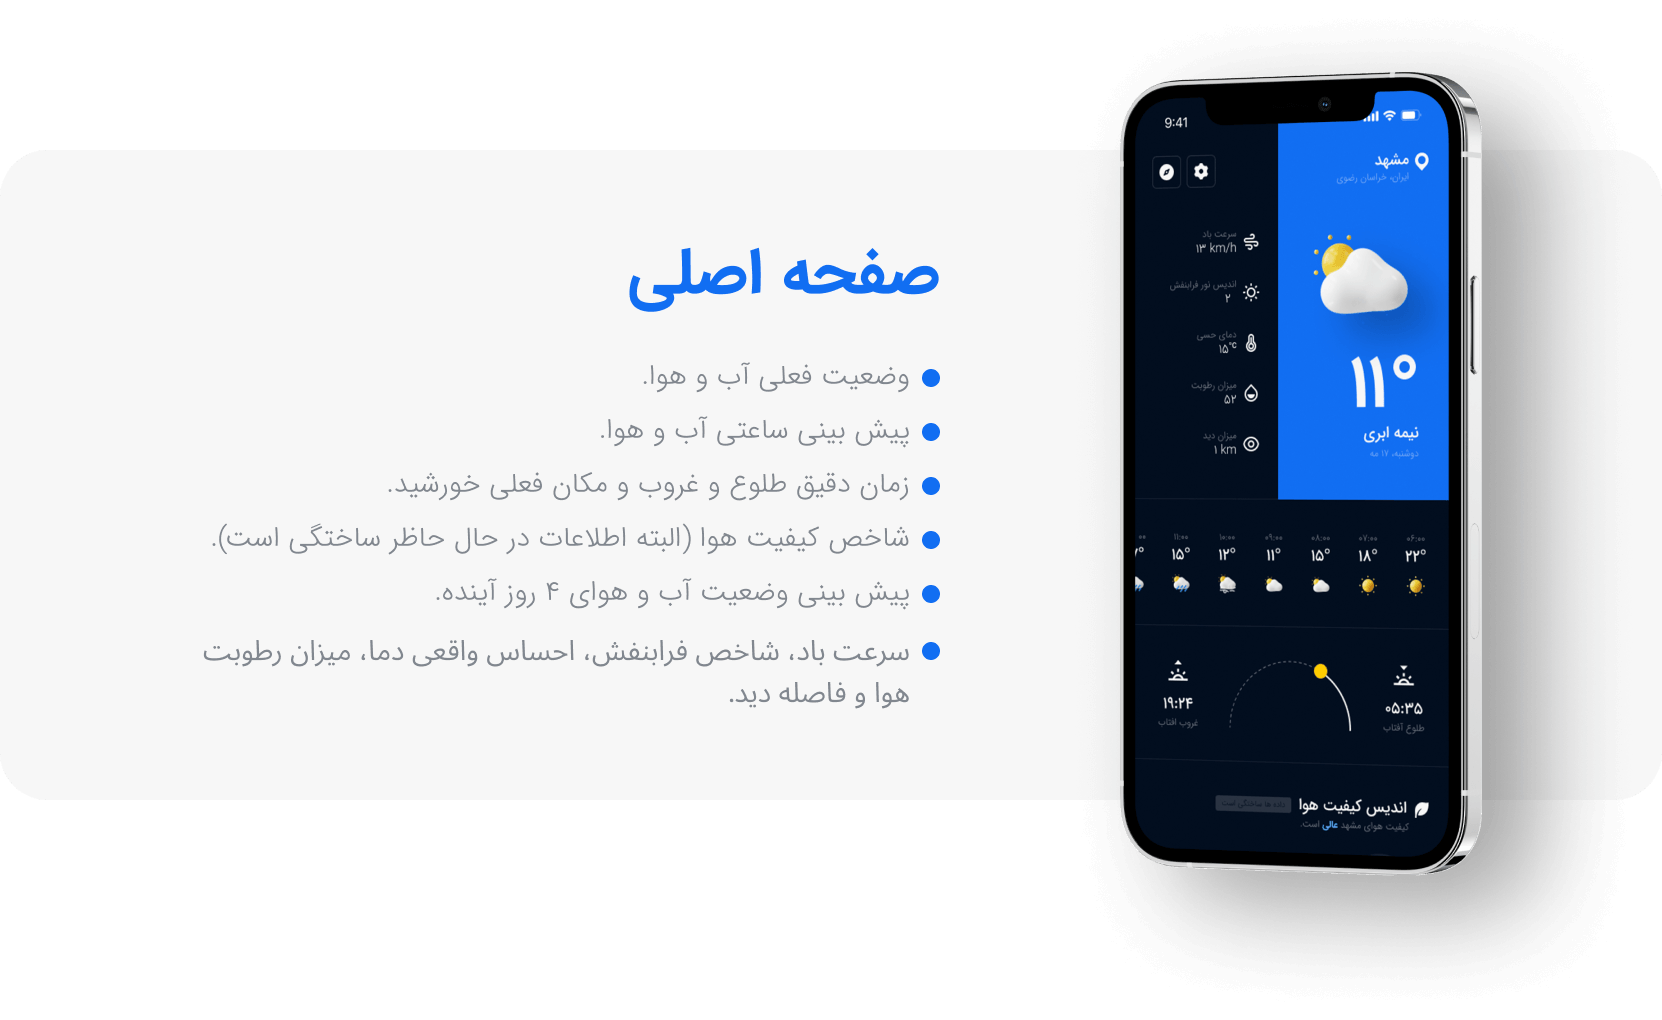 صفحه اصلی
وضعیت فعلی آب و هوا.
پیش بینی ساعتی آب و هوا.
زمان دقیق طلوع و غروب و مکان فعلی خورشید.
شاخص کیفیت هوا (البته اطلاعات در حال حاظر ساختگی است).
پیش بینی وضعیت آب و هوای ۴ روز آینده.
سرعت باد، شاخص فرابنفش، احساس واقعی دما، میزان رطوبت
هوا و فاصله دید.
9:41
مشهد
ایران، خراسان رضوی
۱۱°
نیمه ابری
دوشنبه، ۱۷ مه
سرعت باد
۱۳ km/h
اندیس نور فرابنفش
۲
دمای حسی
۱۵°c
میزان رطوبت
۵۲
میزان دید
۱ km
۰۶:۰۰ ۰۷:۰۰ ۰۸:۰۰ ۰۹:۰۰ ۱۰:۰۰ ۱۱:۰۰ ۰۰
۲۲° ۱۸° ۱۵° ۱۱° ۱۲° ۱۵° ۲°
۰۵:۳۵
طلوع آفتاب
۱۹:۲۴
غروب افتاب
اندیس کیفیت هوا داده ها ساختگی است
کیفیت هوای مشهد عالی است.